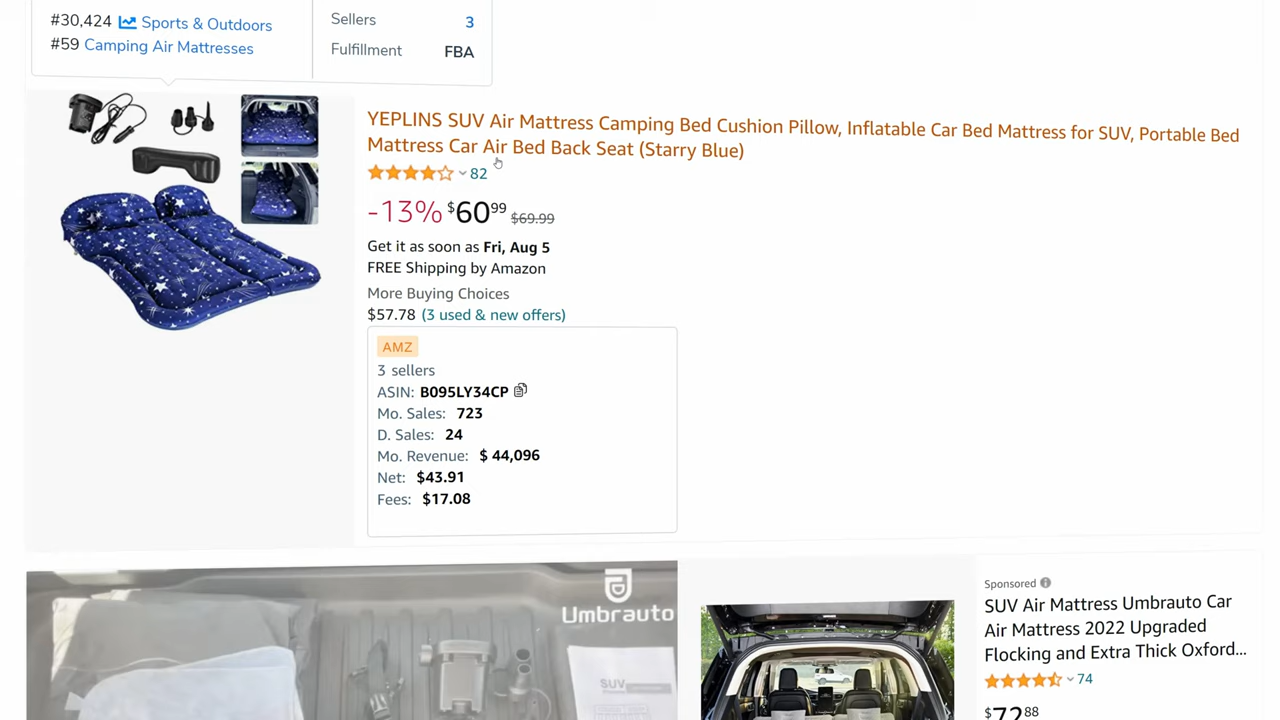 #30,424 Sports & Outdoors
#59 Camping Air Mattresses
Sellers 3
Fulfillment FBA
YEPLINS SUV Air Mattress Camping Bed Cushion Pillow, Inflatable Car Bed Mattress for SUV, Portable Bed
Mattress Car Air Bed Back Seat (Starry Blue)
82
-13% $6099 $69.99
Get it as soon as Fri, Aug 5
FREE Shipping by Amazon
More Buying Choices
$57.78 (3 used & new offers)
AMZ
3 sellers
ASIN: B095LY34CP
Mo. Sales: 723
D. Sales: 24
Mo. Revenue: $ 44,096
Net: $43.91
Fees: $17.08
Umbrauto
SUV
Sponsored
SUV Air Mattress Umbrauto Car
Air Mattress 2022 Upgraded
Flocking and Extra Thick Oxford...
74
$7288